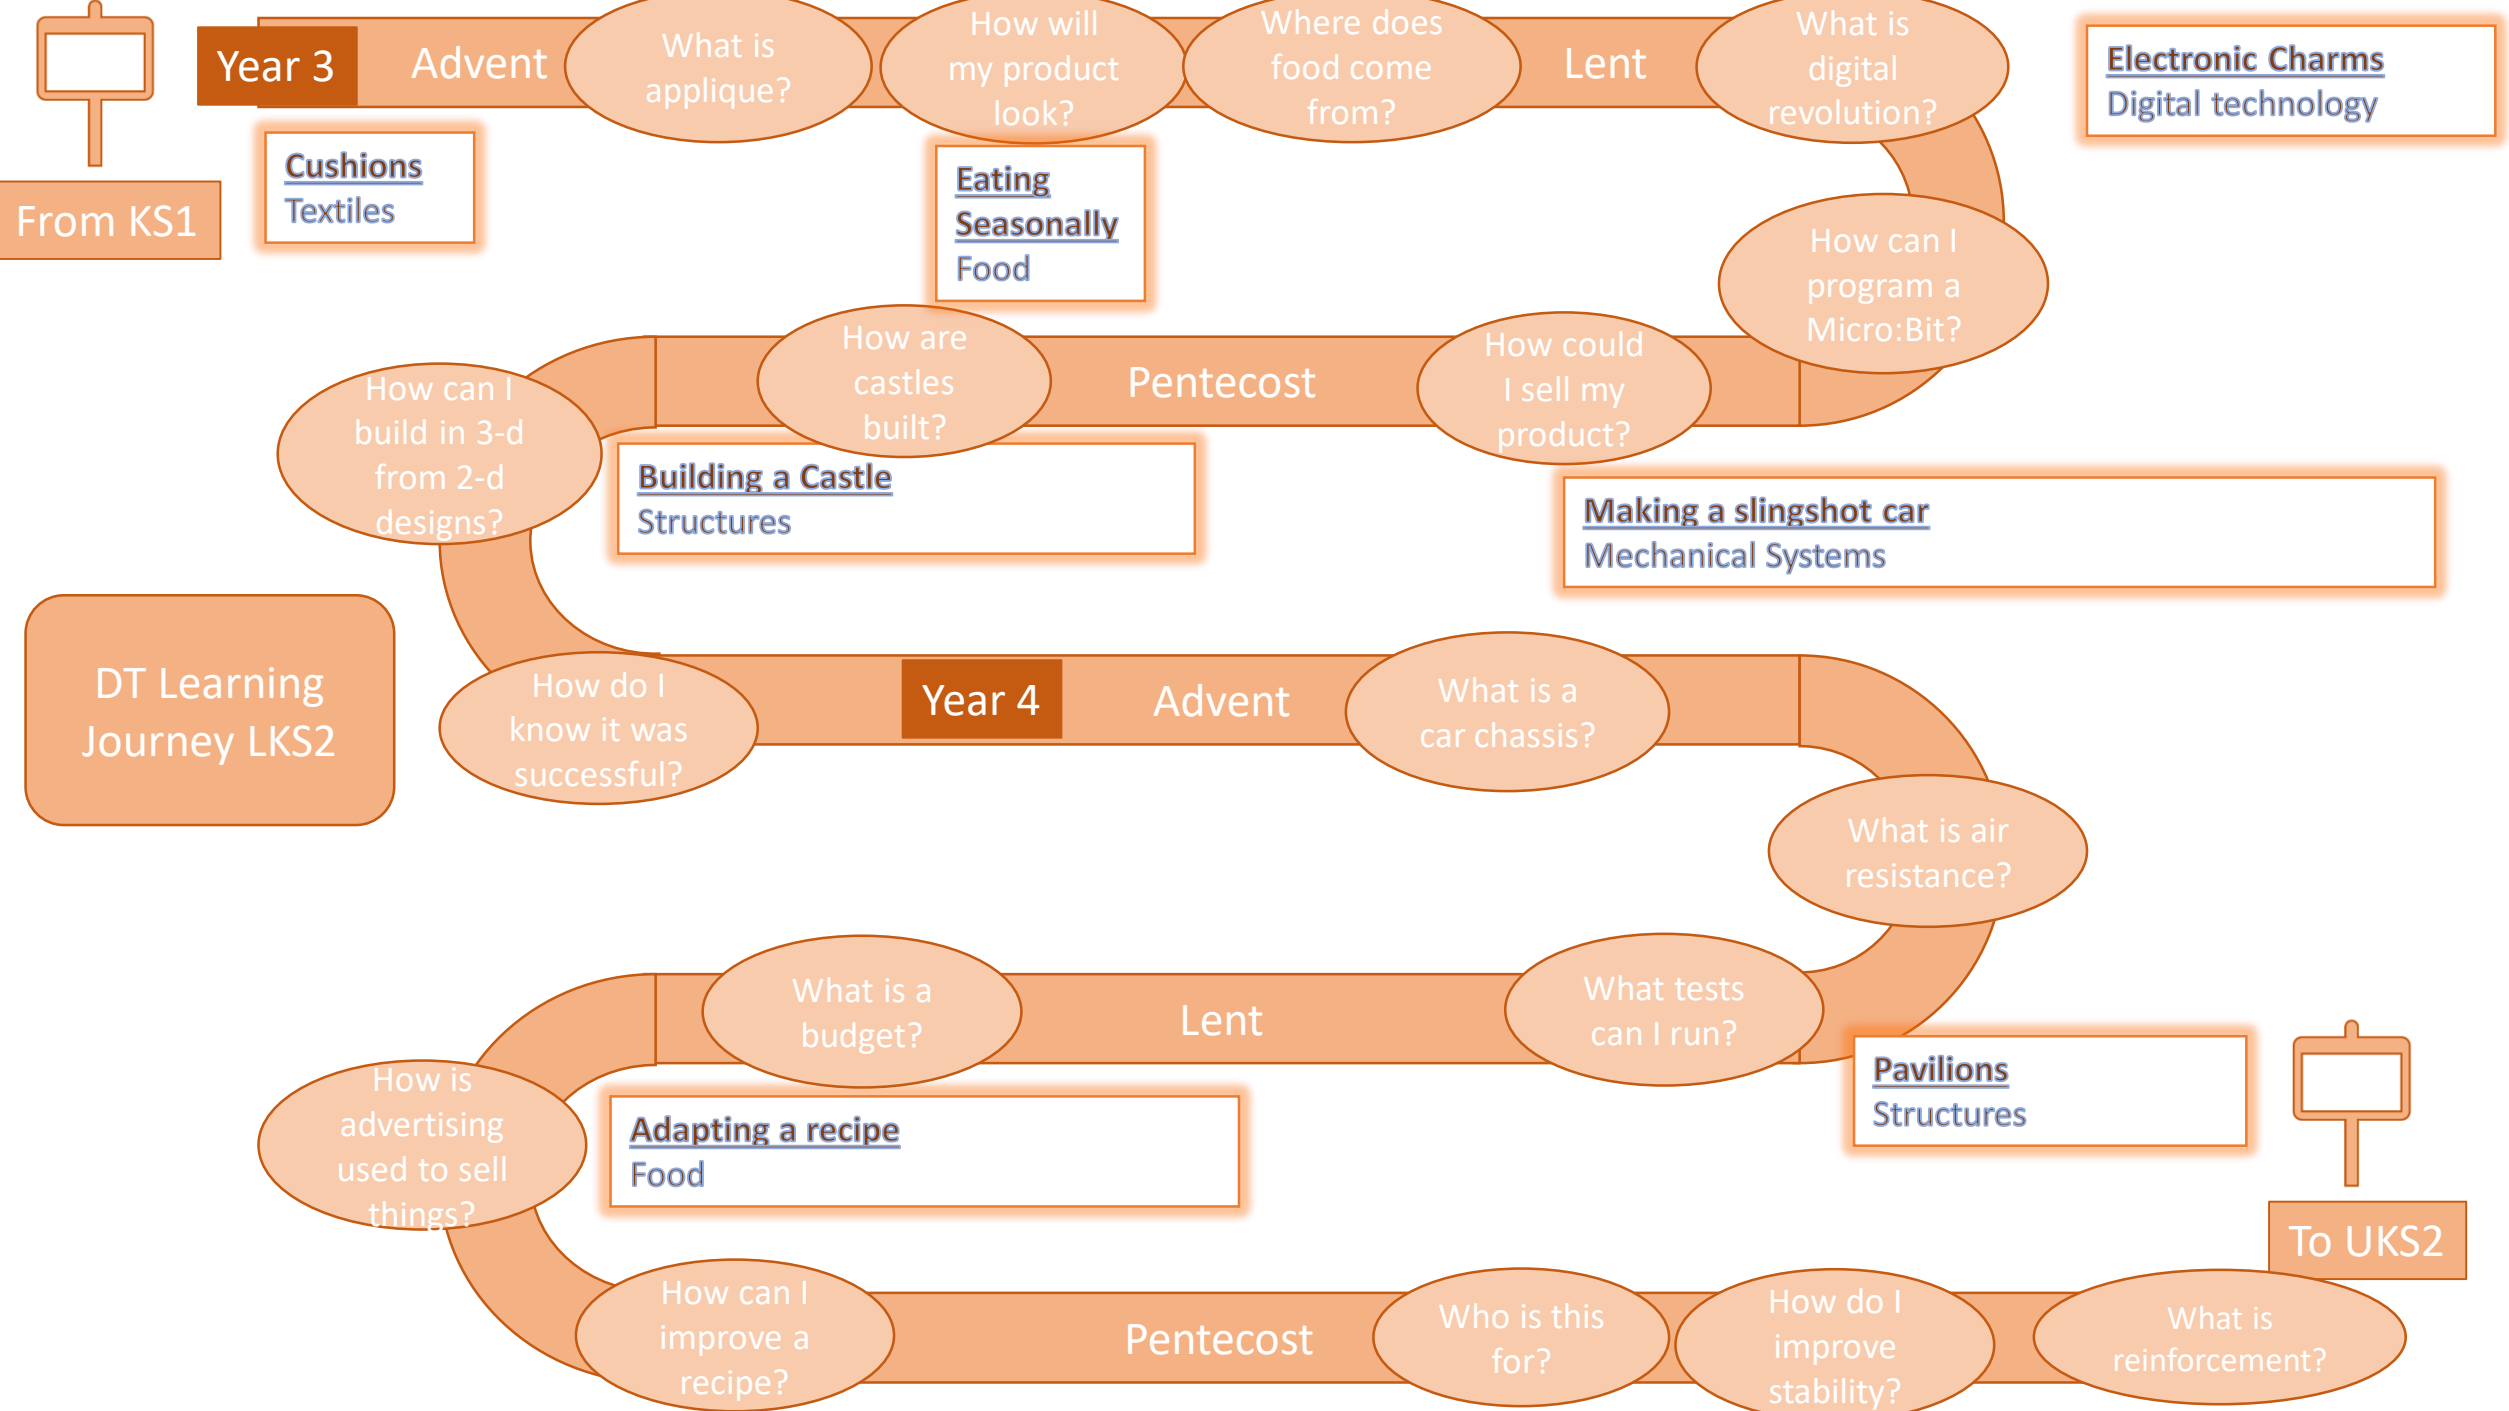 Year 3
Advent
What is
applique?
How will
my product
look?
Where does
food come
from?
Lent
What is
digital
revolution?
Electronic Charms
Digital technology
From KS1
Cushions
Textiles
Eating
Seasonally
Food
How can I
program a
Micro:Bit?
How could
I sell my
product?
Pentecost
How are
castles
built?
How can I
build in 3-d
from 2-d
designs?
Building a Castle
Structures
Making a slingshot car
Mechanical Systems
DT Learning
Journey LKS2
How do I
know it was
successful?
Year 4
Advent
What is a
car chassis?
What is air
resistance?
What tests
can I run?
Lent
What is a
budget?
How is
advertising
used to sell
things?
Adapting a recipe
Food
Pavilions
Structures
To UKS2
How can I
improve a
recipe?
Pentecost
Who is this
for?
How do I
improve
stability?
What is
reinforcement?